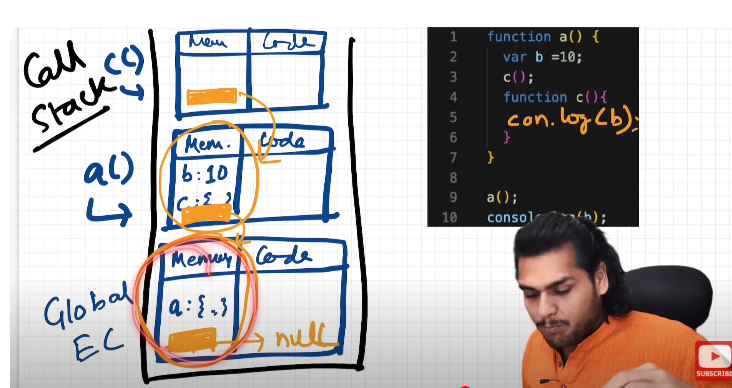 Call
Stack
c()
Mem
Code
a()
Mem.
Code
b:10
c:{ }
Global
EC
Memory
Code
a:{.}
null
1 function a() {
2 var b =10;
3 c();
4 function c(){
5 con.log(b);
6 }
7 }
8
9 a();
10 console (b);
SUBSCRIBE